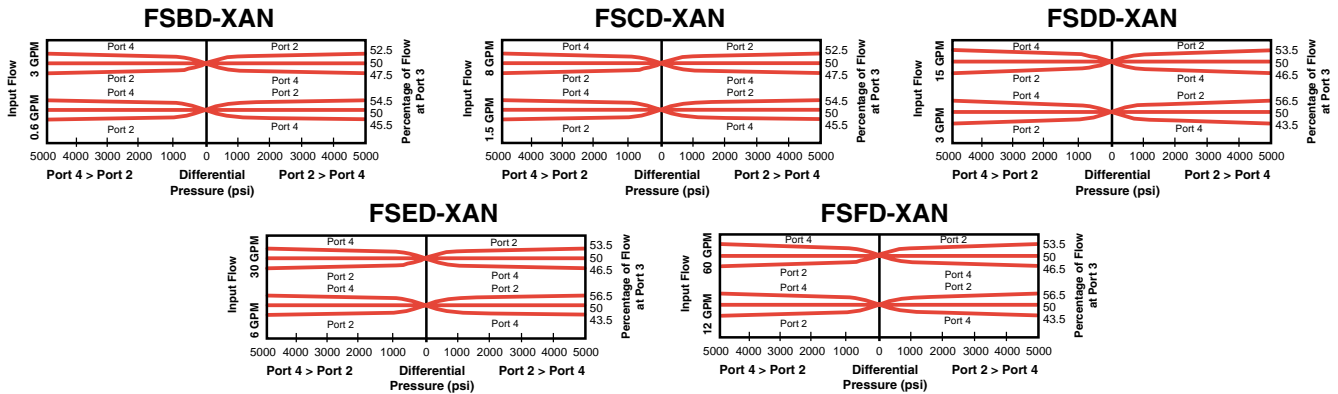 FSBD-XAN
Input Flow
3 GPM
0.6 GPM
Port 4
Port 2
52.5
50
47.5
Port 2
Port 4
Port 4
Port 2
54.5
50
45.5
Port 2
Port 4
Percentage of Flow
at Port 3
5000 4000 3000 2000 1000 0 1000 2000 3000 4000 5000
Port 4 > Port 2 Differential Port 2 > Port 4
Pressure (psi)
FSCD-XAN
Input Flow
8 GPM
1.5 GPM
Port 4
Port 2
52.5
50
47.5
Port 2
Port 4
Port 4
Port 2
54.5
50
45.5
Port 2
Port 4
Percentage of Flow
at Port 3
5000 4000 3000 2000 1000 0 1000 2000 3000 4000 5000
Port 4 > Port 2 Differential Port 2 > Port 4
Pressure (psi)
FSDD-XAN
Input Flow
15 GPM
3 GPM
Port 4
Port 2
53.5
50
46.5
Port 2
Port 4
Port 4
Port 2
56.5
50
43.5
Port 2
Port 4
Percentage of Flow
at Port 3
5000 4000 3000 2000 1000 0 1000 2000 3000 4000 5000
Port 4 > Port 2 Differential Port 2 > Port 4
Pressure (psi)
FSED-XAN
Input Flow
30 GPM
6 GPM
Port 4
Port 2
53.5
50
46.5
Port 2
Port 4
Port 4
Port 2
56.5
50
43.5
Port 2
Port 4
Percentage of Flow
at Port 3
5000 4000 3000 2000 1000 0 1000 2000 3000 4000 5000
Port 4 > Port 2 Differential Port 2 > Port 4
Pressure (psi)
FSFD-XAN
Input Flow
60 GPM
12 GPM
Port 4
Port 2
53.5
50
46.5
Port 2
Port 4
Port 4
Port 2
56.5
50
43.5
Port 2
Port 4
Percentage of Flow
at Port 3
5000 4000 3000 2000 1000 0 1000 2000 3000 4000 5000
Port 4 > Port 2 Differential Port 2 > Port 4
Pressure (psi)